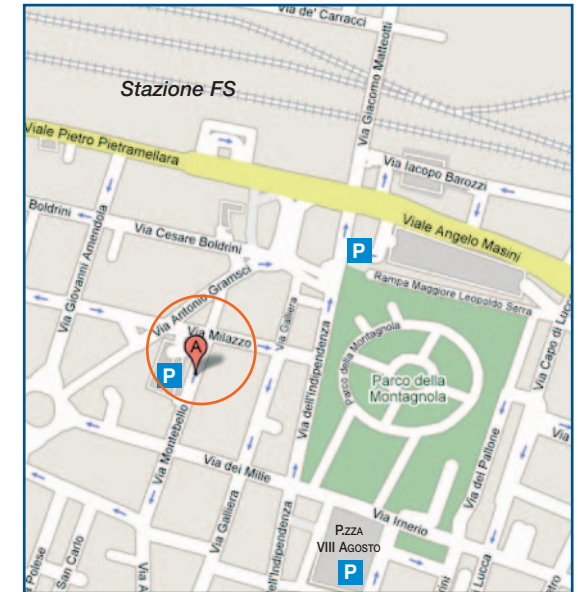 Via de' Carracci
Via Giacomo Matteotti
Stazione FS
Viale Pietro Pietramellara
Via Iacopo Barozzi
Boldrini
Via Cesare Boldrini
Viale Angelo Masini
Via Giovanni Amendola
P
Via Antonio Gramsci
Rampa Maggiore Leopoldo Serra
Via Milazzo
Via Galliera
A
Parco della Montagnola
Via Capo di Lucca
P
Parco della
Montagnola
Via dell'Indipendenza
Via Montebello
Via del Pallone
Via
Via dei Mille
Via Galliera
Via Irnerio
P.ZZA
VIII AGOSTO
P
dell'Indipendenza
Polese
San Carlo
Via A
Lucca